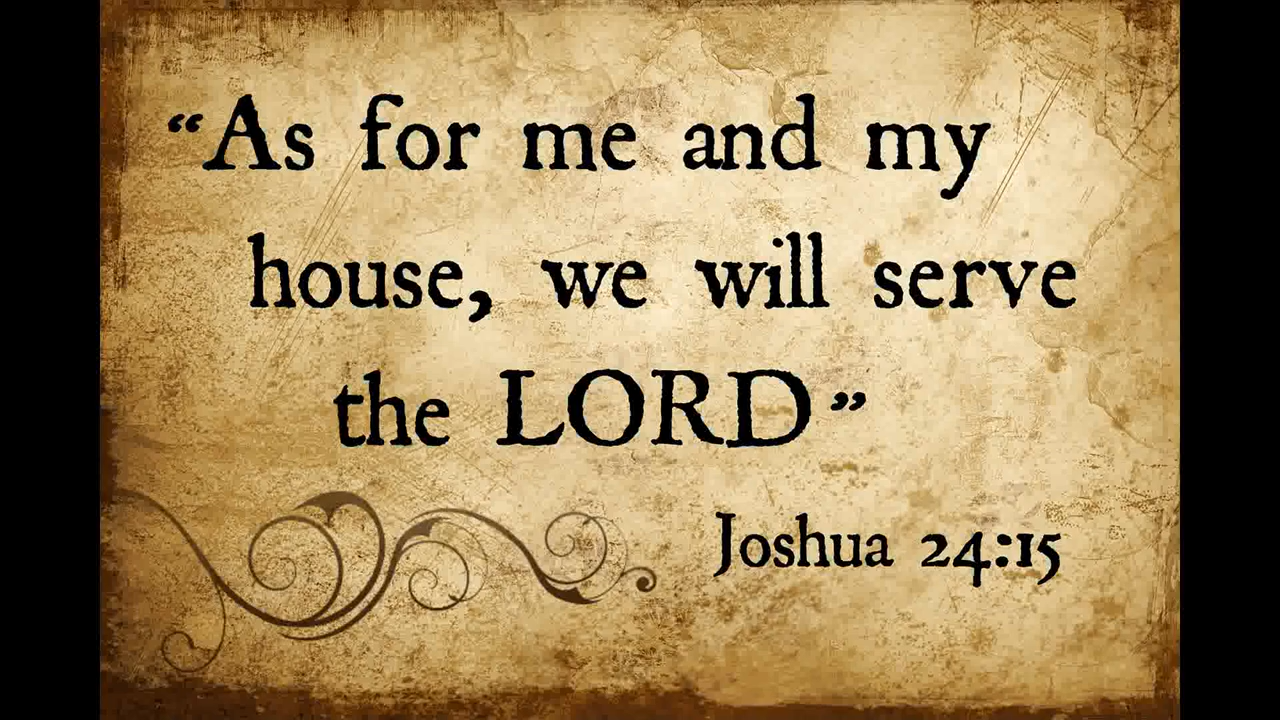 “As for me and my
house, we will serve
the LORD”
Joshua 24:15